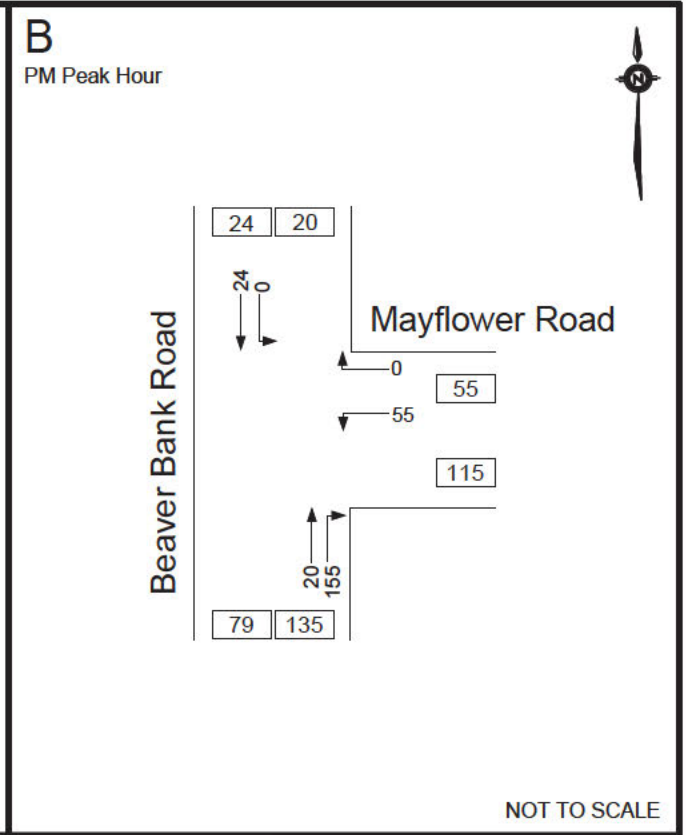 B
PM Peak Hour
N
24 20
24
0
Mayflower Road
0
55
55
115
Beaver Bank Road
20
155
79 135
NOT TO SCALE